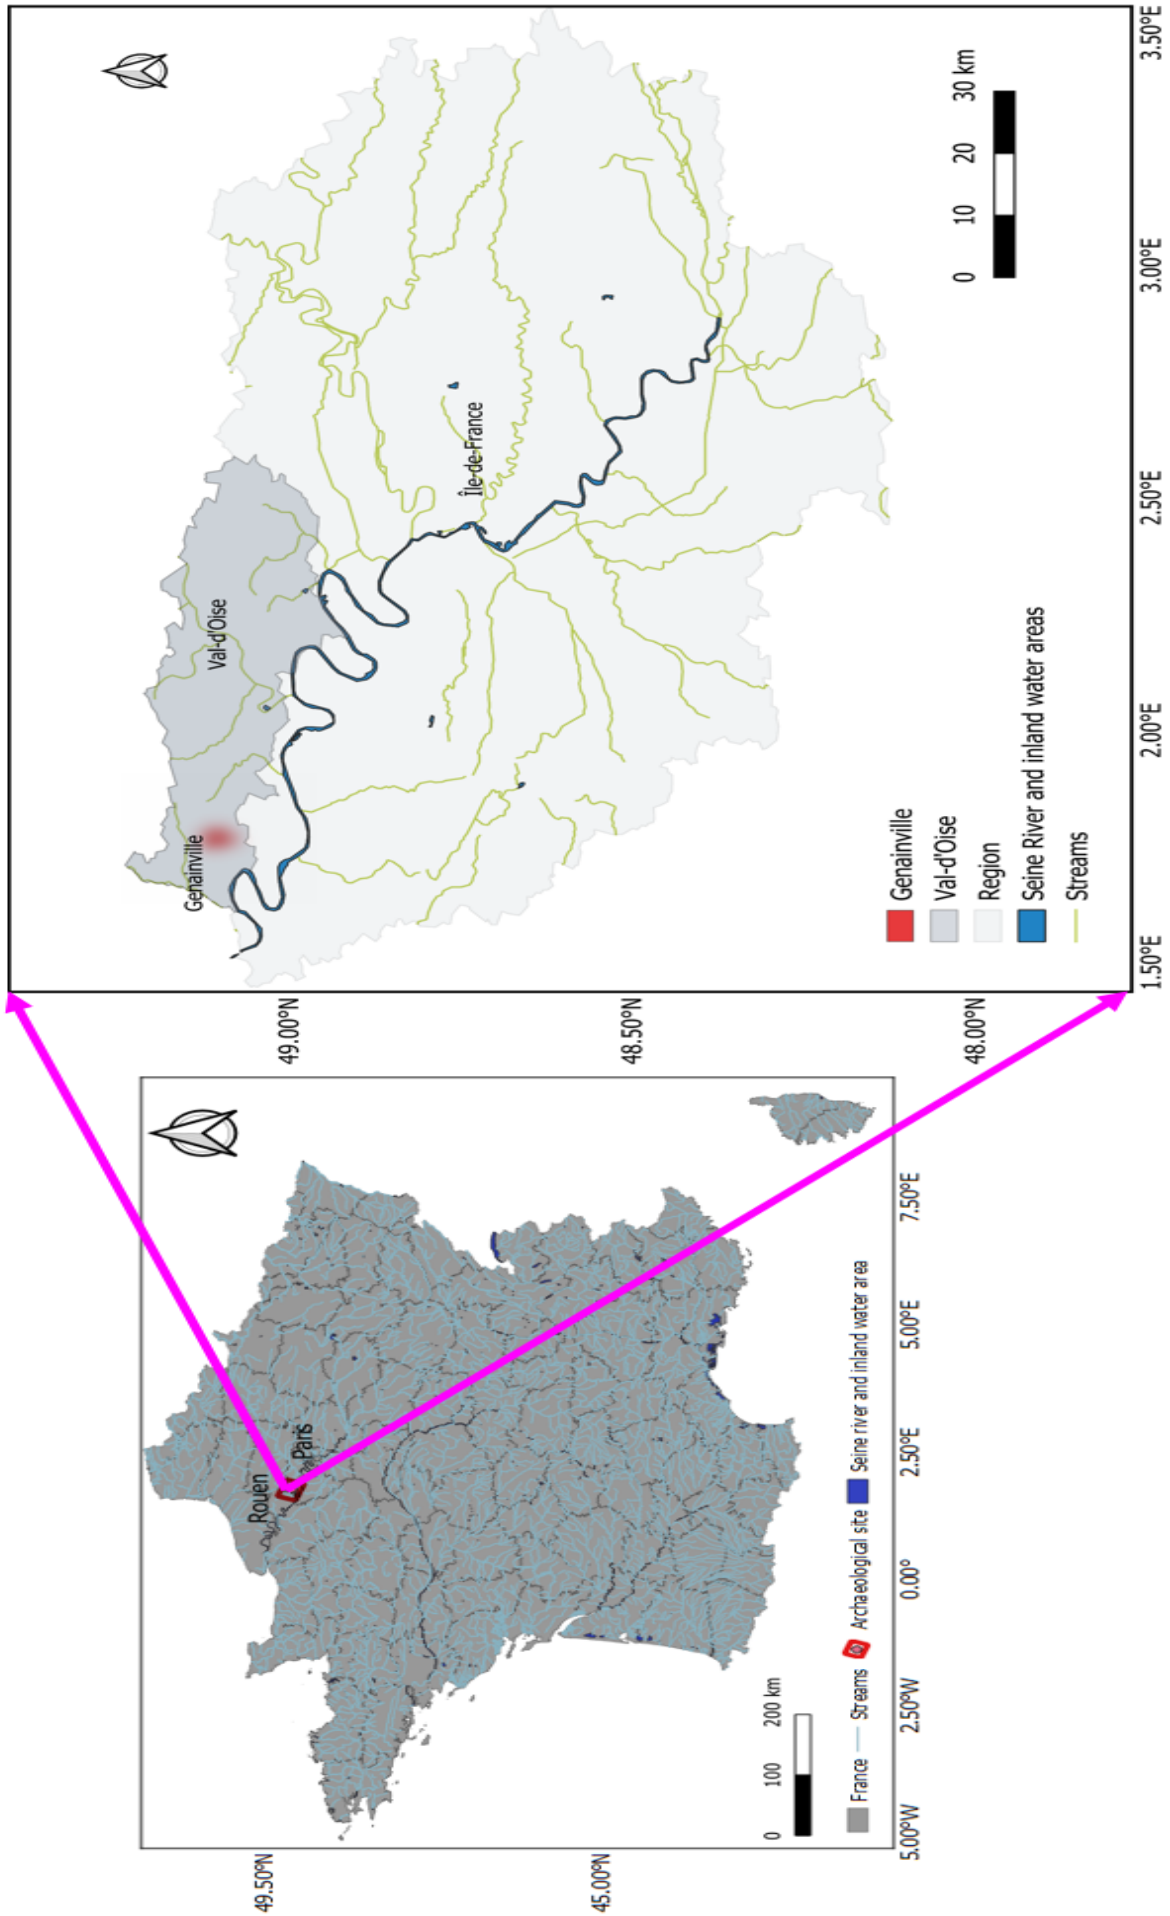 49.50°N
45.00°N
5.00°W
2.50°W
0.00°
2.50°E
5.00°E
7.50°E
Rouen
Paris
0 100 200 km
France
Streams
Archaeological site
Seine river and inland water area
49.00°N
48.50°N
48.00°N
1.50°E
2.00°E
2.50°E
3.00°E
3.50°E
Genainville
Val-d'Oise
Île-de-France
0 10 20 30 km
Genainville
Val-d'Oise
Region
Seine River and inland water areas
Streams